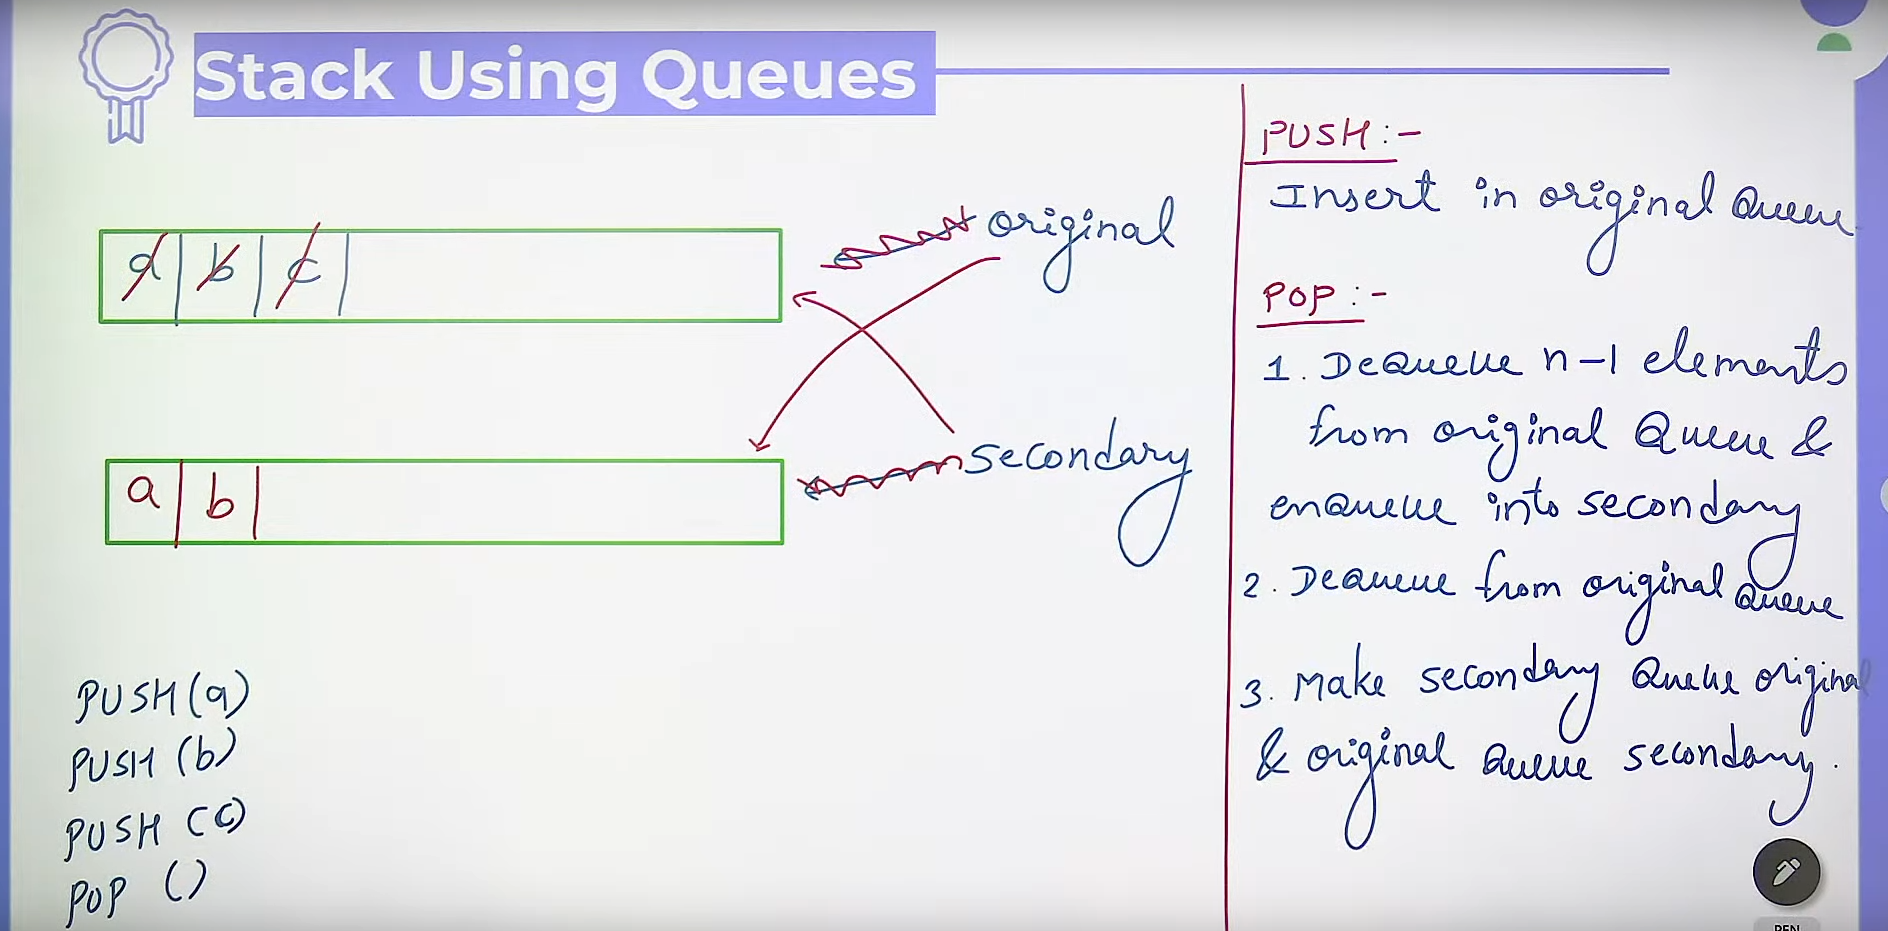 Stack Using Queues
a b c
original
a b
secondary
PUSH (a)
PUSH (b)
PUSH (c)
POP ()
PUSH :-
Insert in original Queue
POP :-
1. DeQueue n-1 elements
from original Queue &
enQueue into secondary
2. DeQueue from original Queue
3. Make secondary Queue original
& original Queue secondary.
PEN